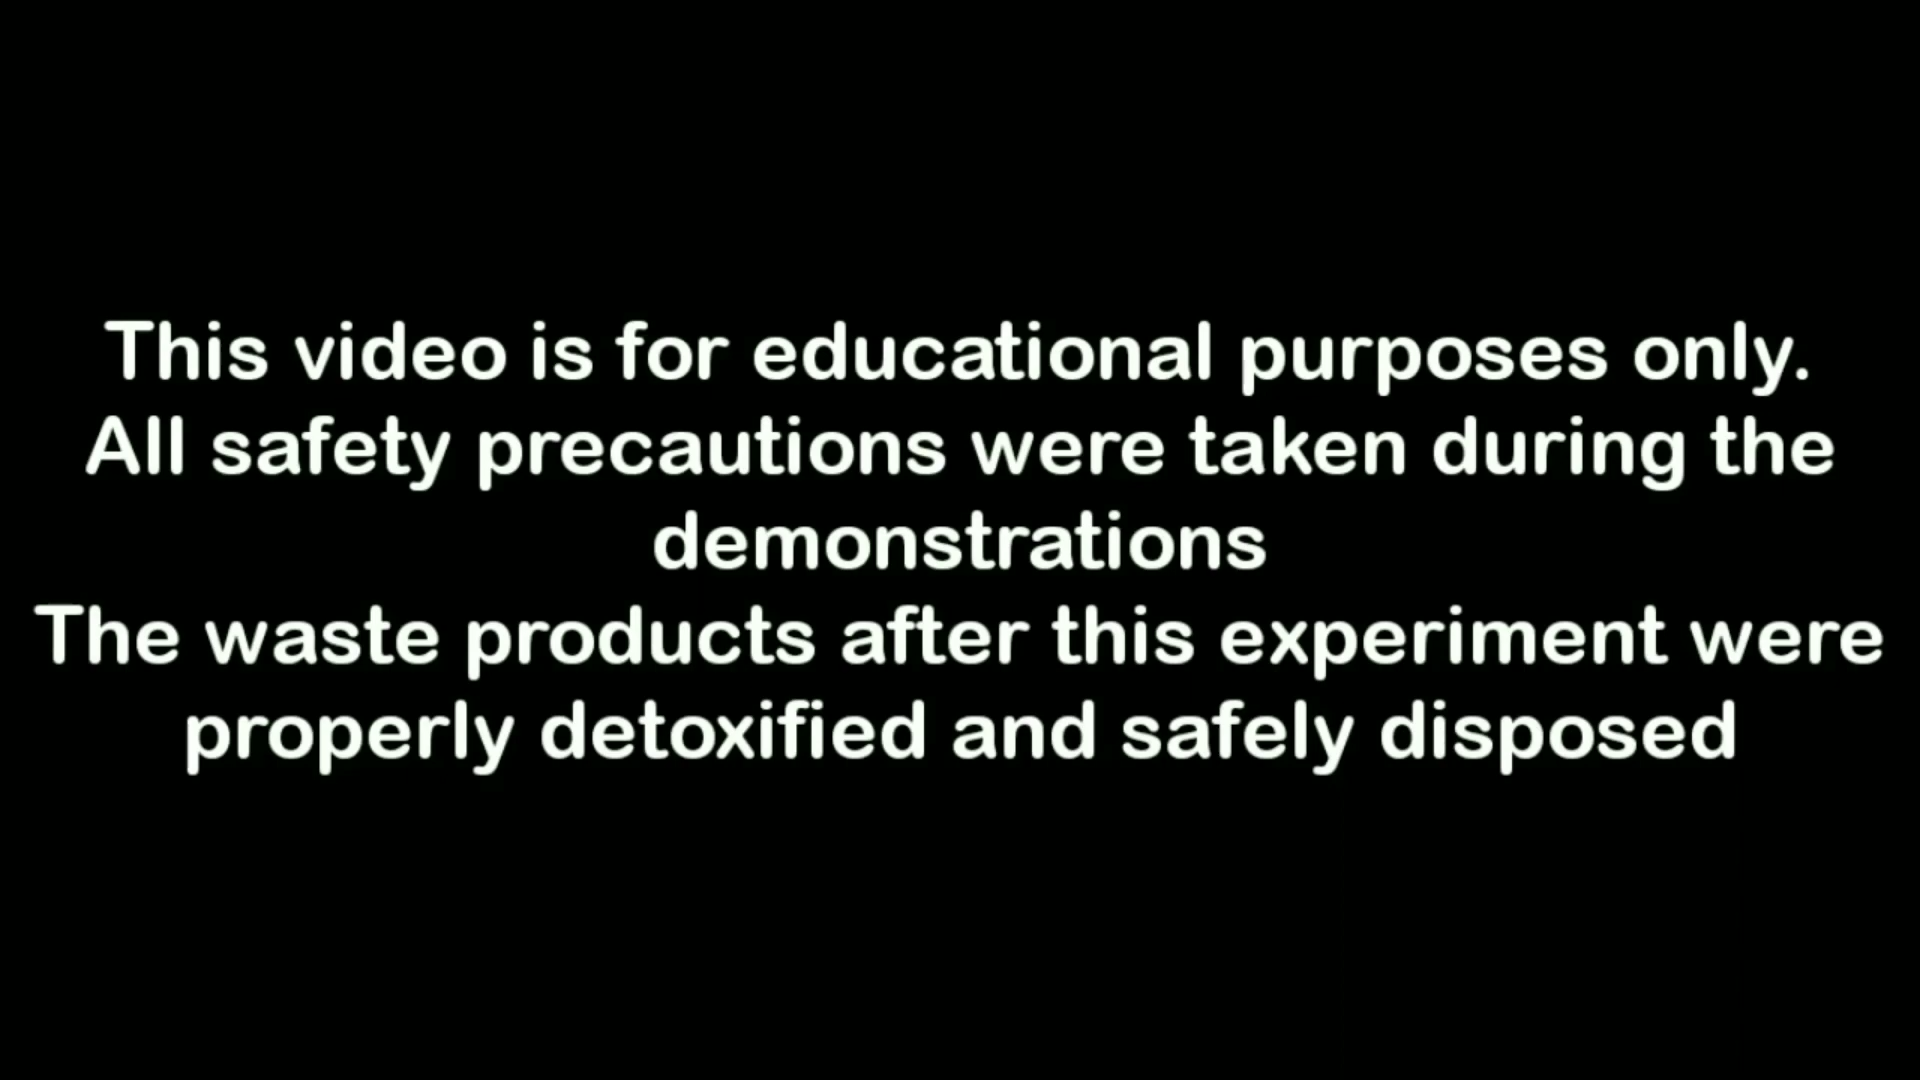 This video is for educational purposes only.
All safety precautions were taken during the
demonstrations
The waste products after this experiment were
properly detoxified and safely disposed